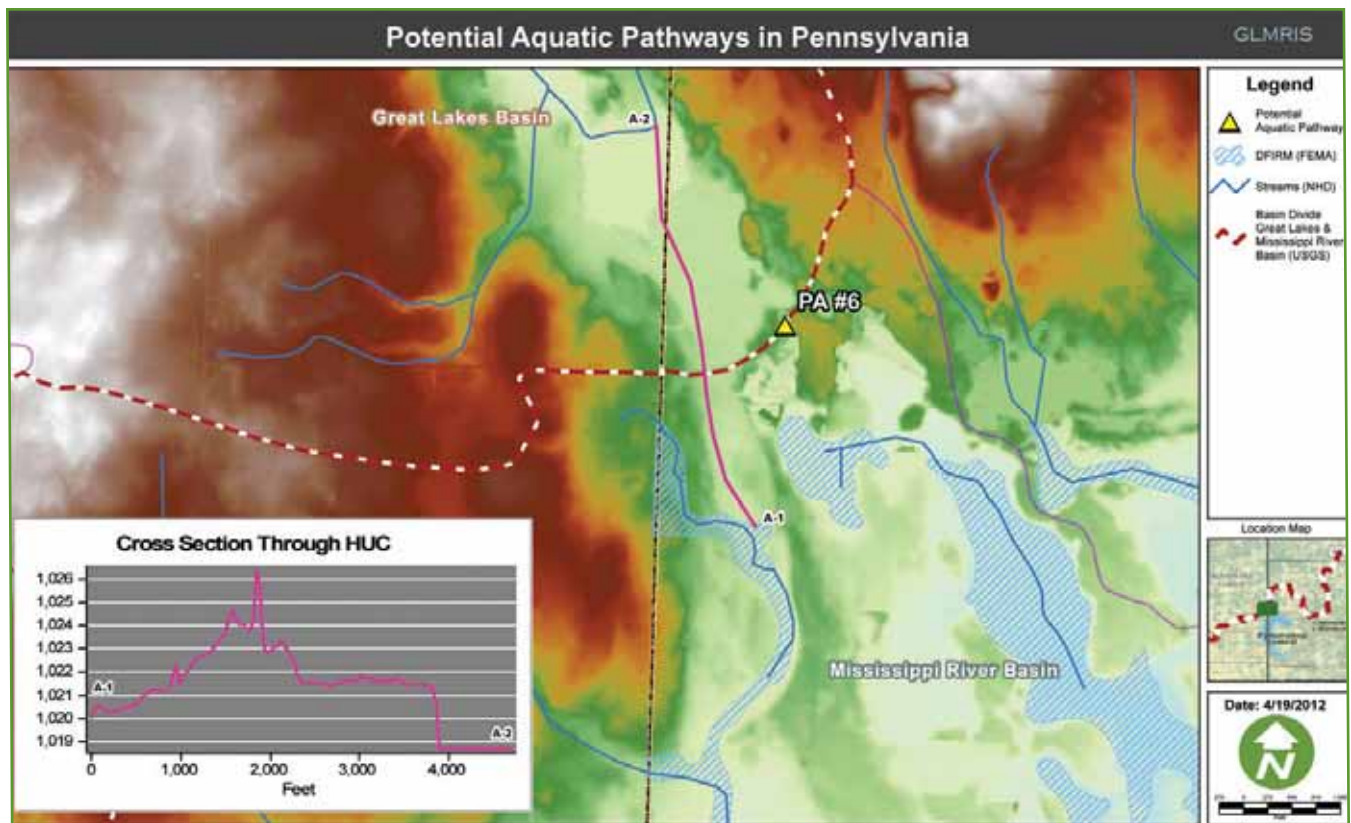 Potential Aquatic Pathways in Pennsylvania
GLMRIS
Great Lakes Basin
A-2
PA #6
A-1
Mississippi River Basin
Legend
Potential
Aquatic Pathway
DFIRM (FEMA)
Streams (NHD)
Basin Divide
Great Lakes &
Mississippi River
Basin (USGS)
Location Map
Date: 4/19/2012
N
Cross Section Through HUC
1,026
1,025
1,024
1,023
1,022
1,021
1,020
1,019
A-1
A-2
0
1,000
2,000
3,000
4,000
Feet